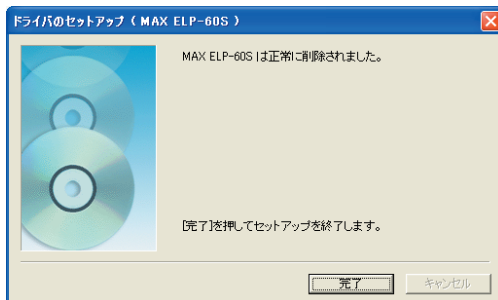 ドライバのセットアップ ( MAX ELP-60S )
MAX ELP-60S は正常に削除されました。
[完了]を押してセットアップを終了します。
完了
キャンセル